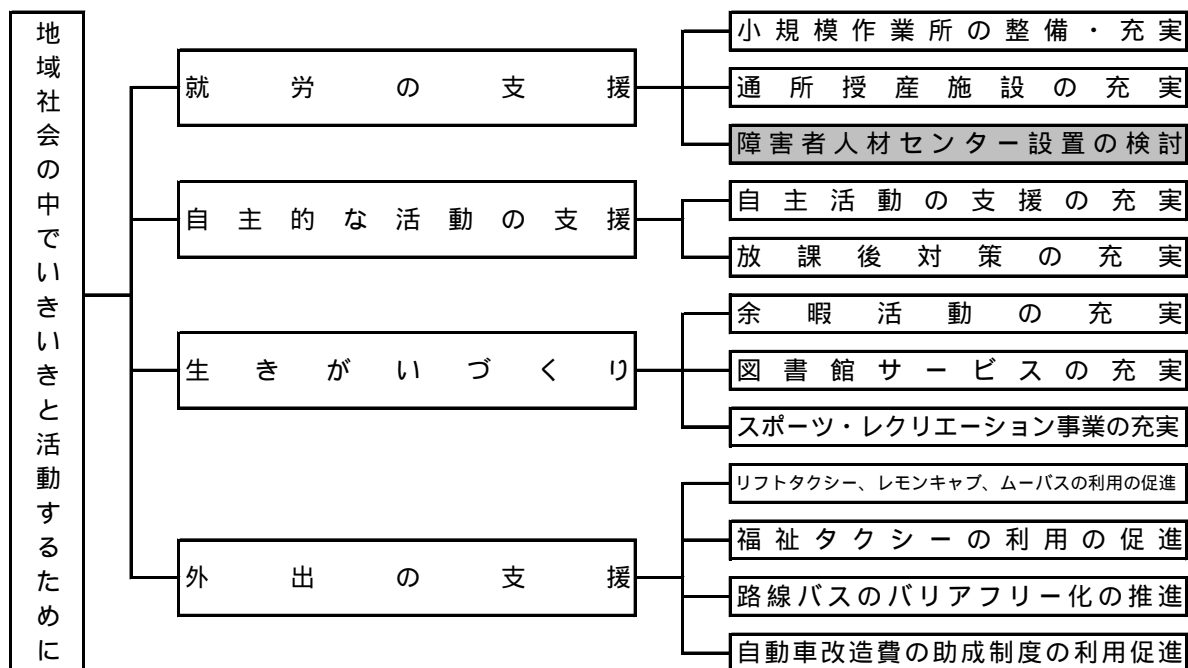 地域社会の中でいきいきと活動するために
就労の支援
小規模作業所の整備・充実
通所授産施設の充実
障害者人材センター設置の検討
自主的な活動の支援
自主活動の支援の充実
放課後対策の充実
生きがいづくり
余暇活動の充実
図書館サービスの充実
スポーツ・レクリエーション事業の充実
外出の支援
リフトタクシー、レモンキャブ、ムーバスの利用の促進
福祉タクシーの利用の促進
路線バスのバリアフリー化の推進
自動車改造費の助成制度の利用促進